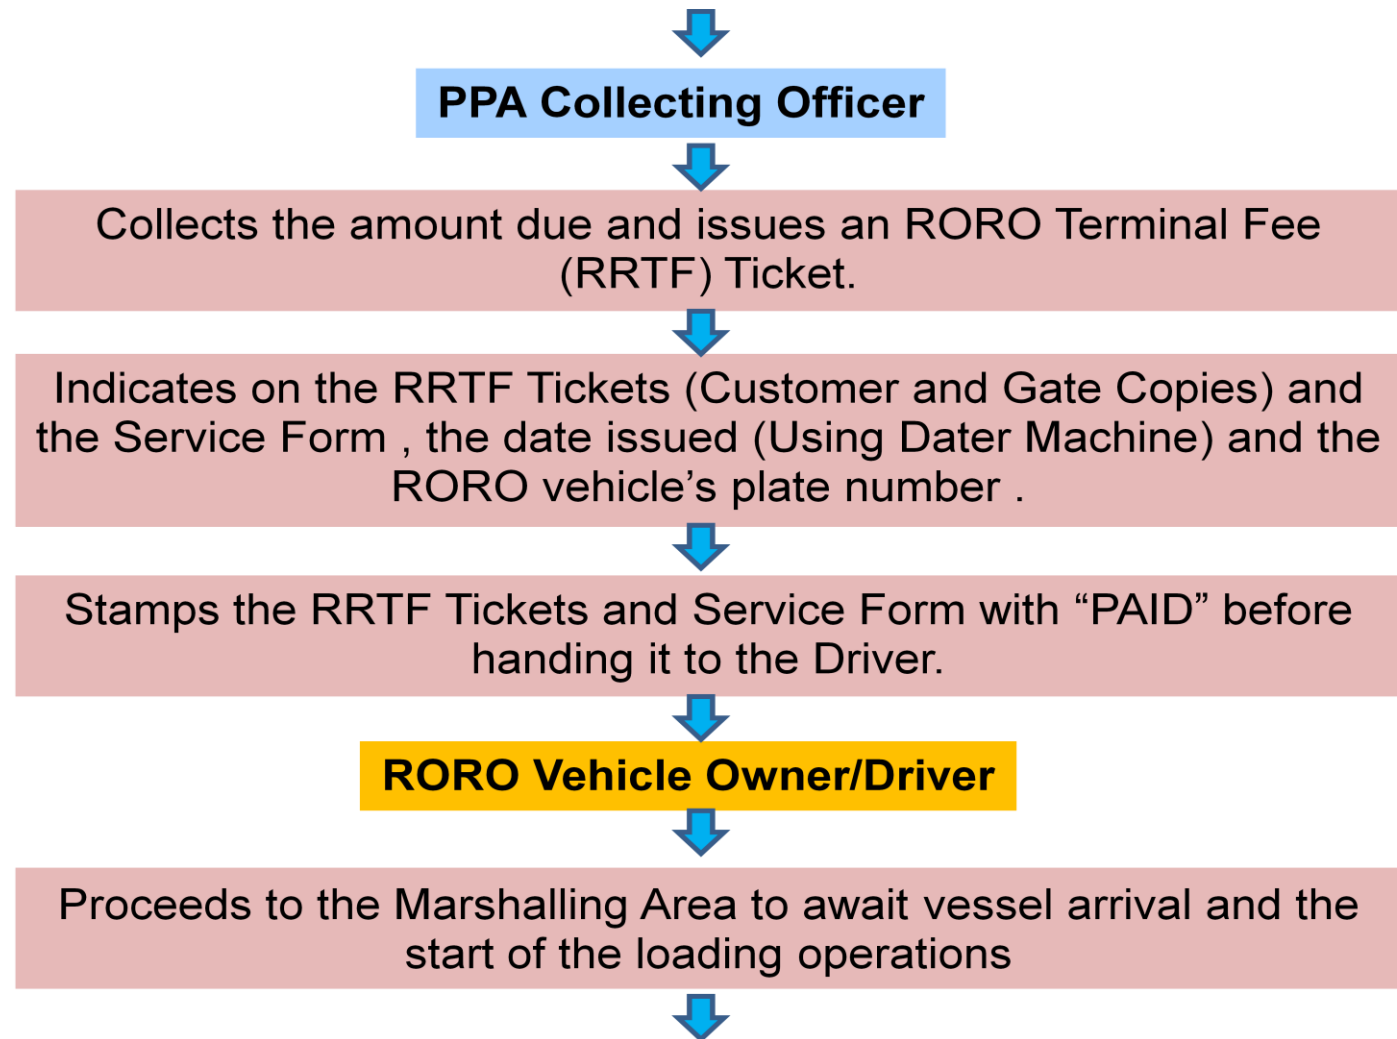 PPA Collecting Officer
Collects the amount due and issues an RORO Terminal Fee
(RRTF) Ticket.
Indicates on the RRTF Tickets (Customer and Gate Copies) and
the Service Form , the date issued (Using Dater Machine) and the
RORO vehicle’s plate number .
Stamps the RRTF Tickets and Service Form with “PAID” before
handing it to the Driver.
RORO Vehicle Owner/Driver
Proceeds to the Marshalling Area to await vessel arrival and the
start of the loading operations